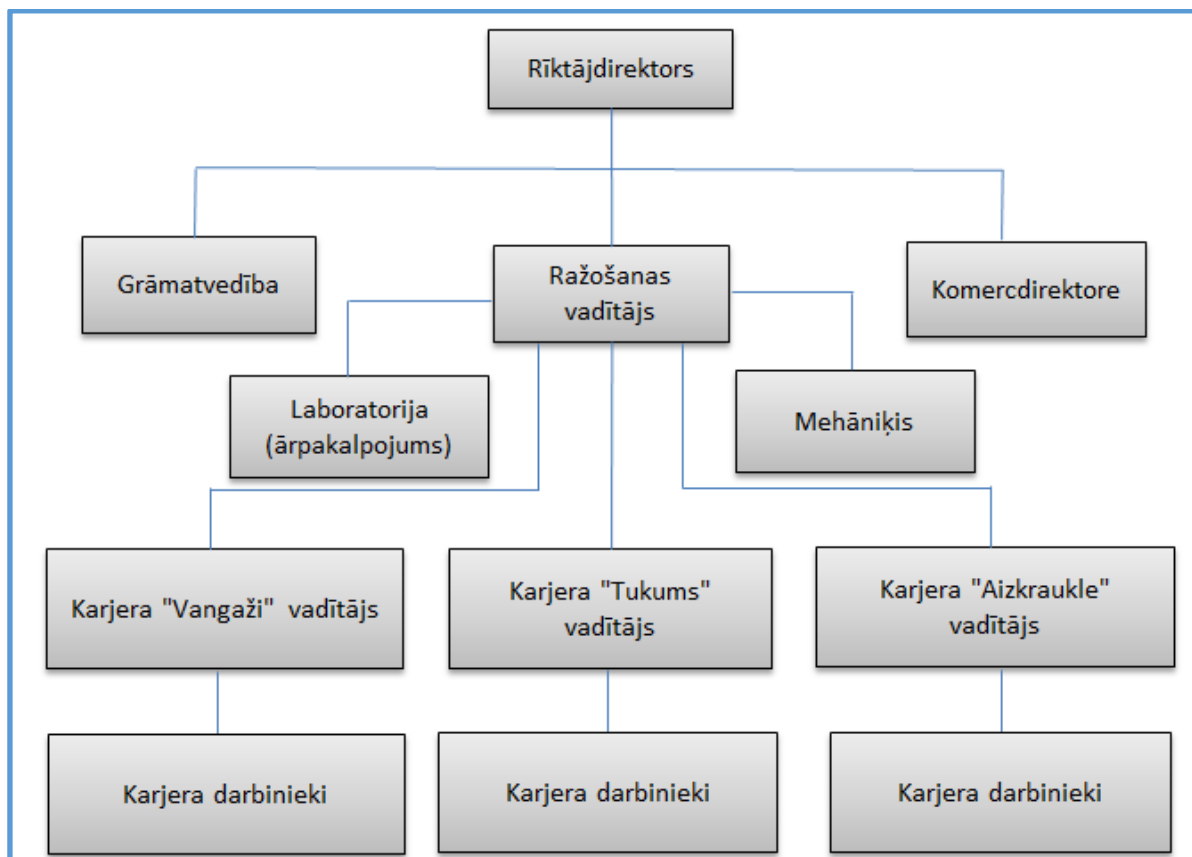 Rīktājdirektors
Grāmatvedība
Ražošanas
vadītājs
Komercdirektore
Laboratorija
(ārpakalpojums)
Mehāniķis
Karjera "Vangaži" vadītājs
Karjera "Tukums"
vadītājs
Karjera "Aizkraukle"
vadītājs
Karjera darbinieki
Karjera darbinieki
Karjera darbinieki